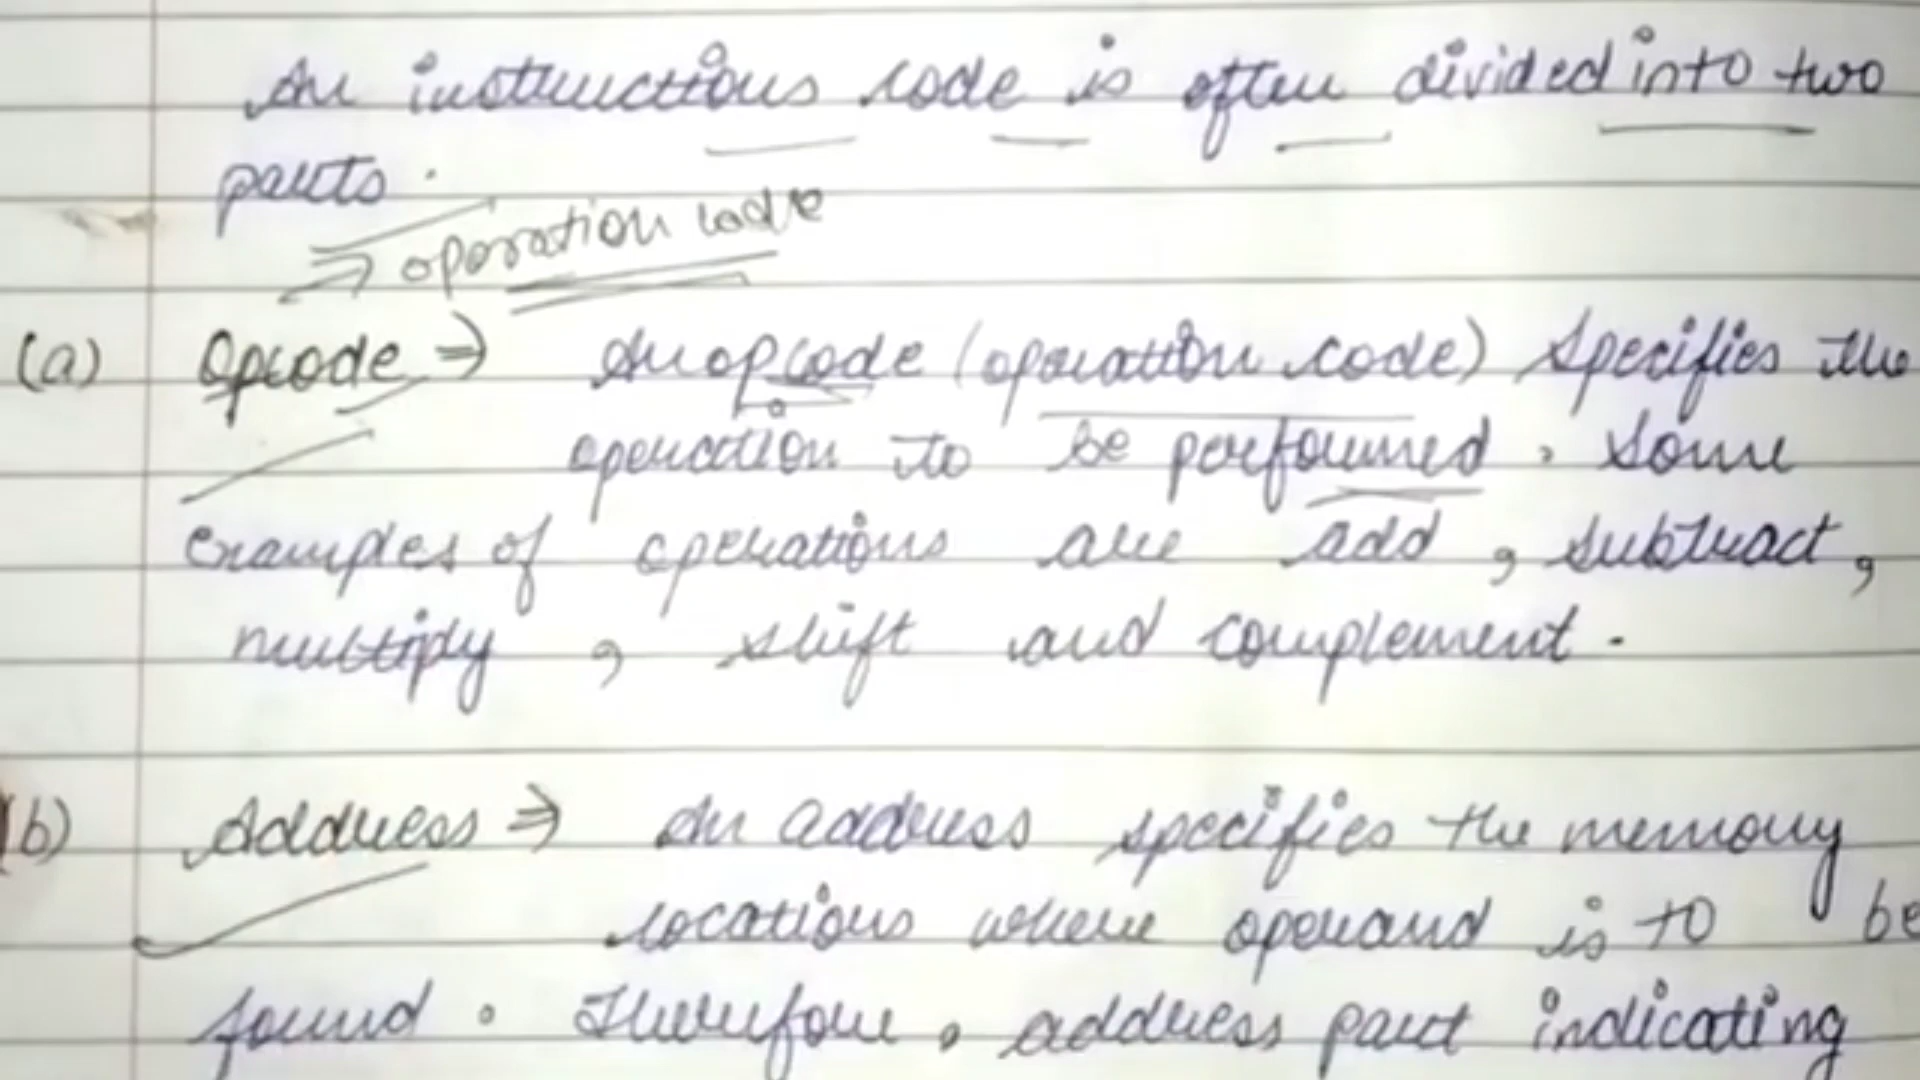 An instructions code is often divided into two
parts.
⇒ operation code
(a) Opcode ⇒ An opcode (operation code) specifies the
operation to be performed. Some
examples of operations are add, subtract,
multiply, shift and complement.
(b) Address ⇒ An address specifies the memory
locations where operand is to be
found. Therefore, address part indicating